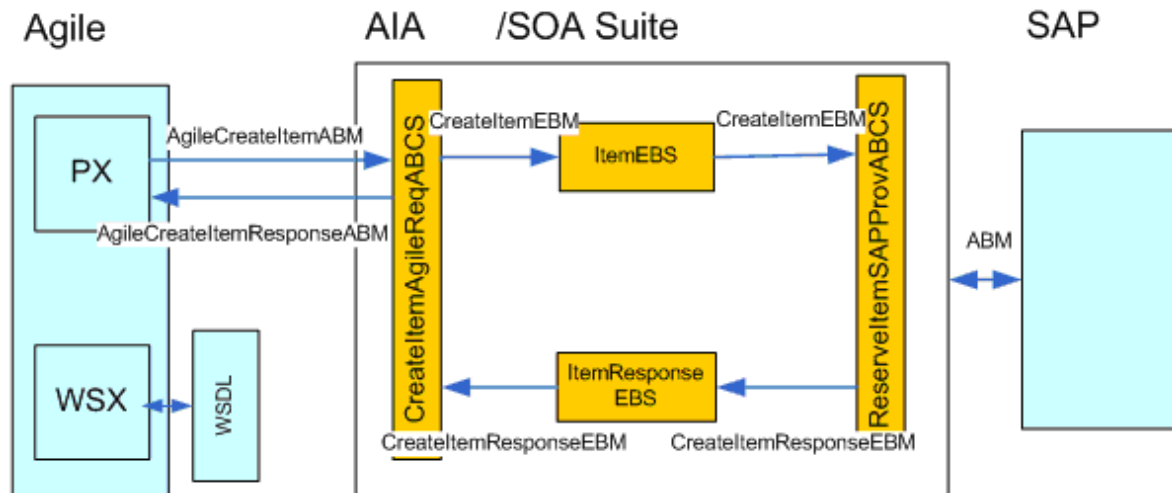 Agile
AIA /SOA Suite
SAP
PX
AgileCreateItemABM
AgileCreateItemResponseABM
CreateItemAgileReqABCS
CreateItemEBM
ItemEBS
CreateItemEBM
ReserveItemSAPProvABCS
ABM
WSX
WSDL
ItemResponse
EBS
CreateItemResponseEBM
CreateItemResponseEBM